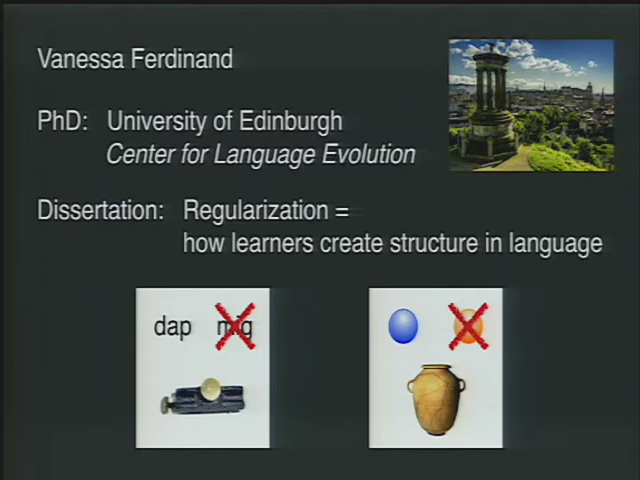 Vanessa Ferdinand
PhD: University of Edinburgh
Center for Language Evolution
Dissertation: Regularization =
how learners create structure in language
dap mig